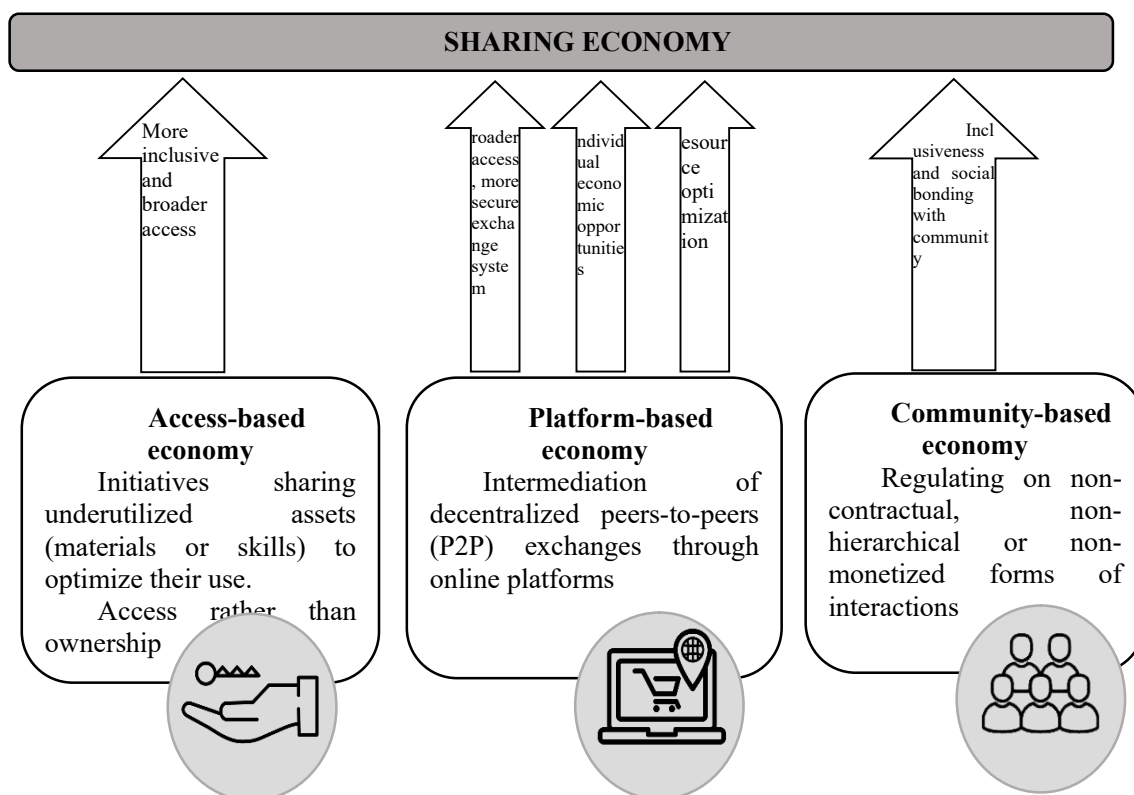 SHARING ECONOMY
More
inclusive
and
broader
access
roader
access
, more
secure
excha
nge
syste
m
ndivid
ual
econo
mic
oppor
tunitie
s
esour
ce
opti
mizat
ion
Incl
usiveness
and social
bonding
with
communit
y
Access-based
economy
Initiatives sharing
underutilized assets
(materials or skills) to
optimize their use.
Access rather than
ownership
Platform-based
economy
Intermediation of
decentralized peers-to-peers
(P2P) exchanges through
online platforms
Community-based
economy
Regulating on non-
contractual, non-
hierarchical or non-
monetized forms of
interactions